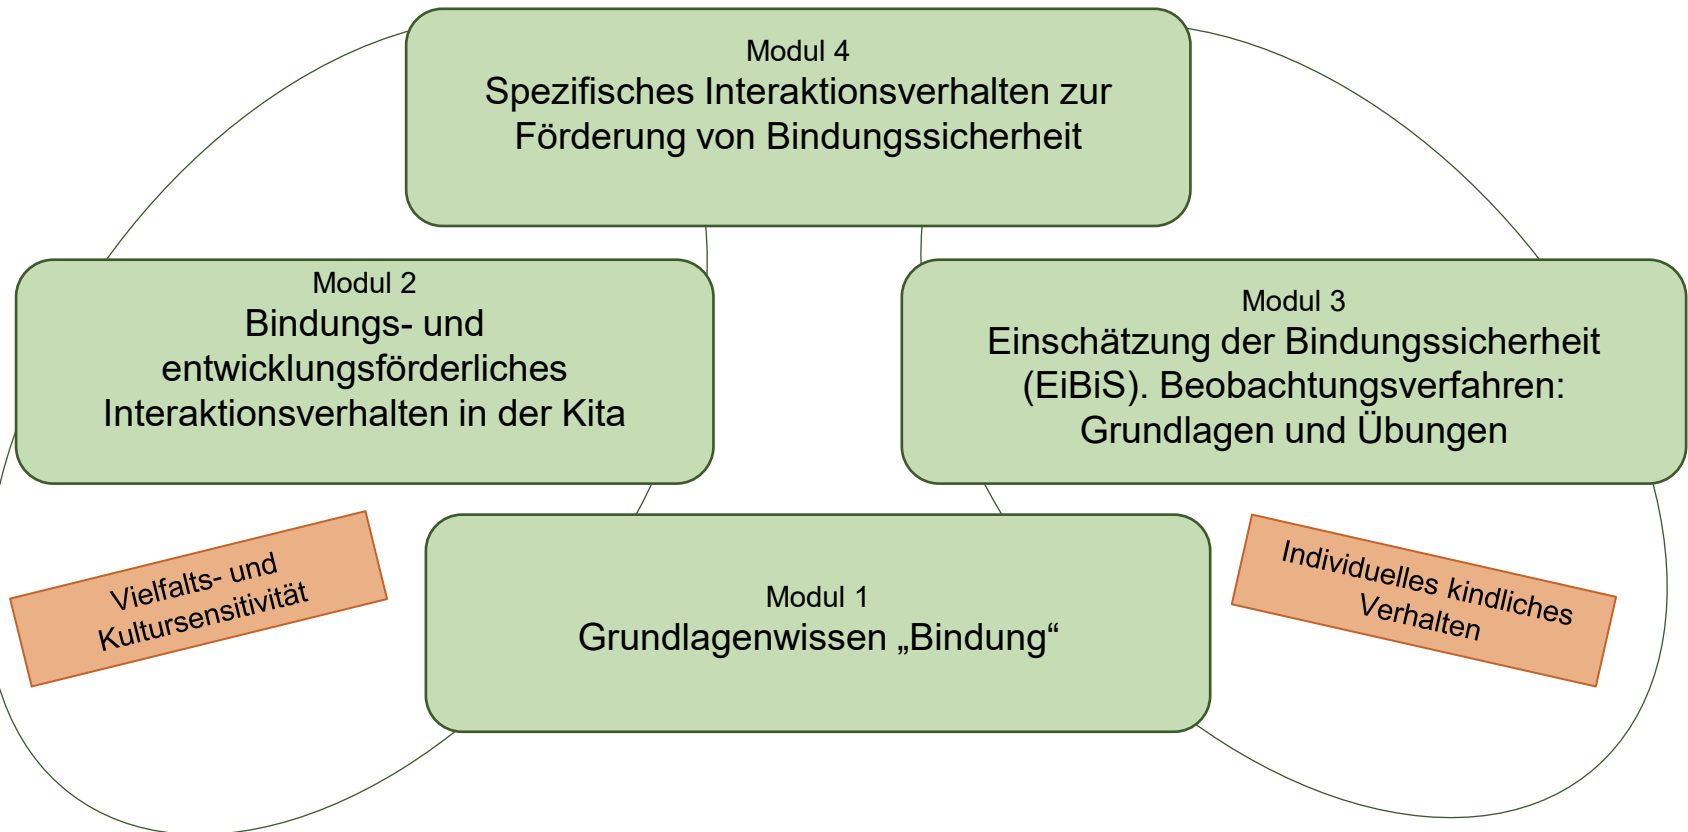 Modul 4
Spezifisches Interaktionsverhalten zur
Förderung von Bindungssicherheit
Modul 2
Bindungs- und
entwicklungsförderliches
Interaktionsverhalten in der Kita
Modul 3
Einschätzung der Bindungssicherheit
(EiBiS). Beobachtungsverfahren:
Grundlagen und Übungen
Vielfalts- und
Kultursensitivität
Modul 1
Grundlagenwissen „Bindung“
Individuelles kindliches
Verhalten